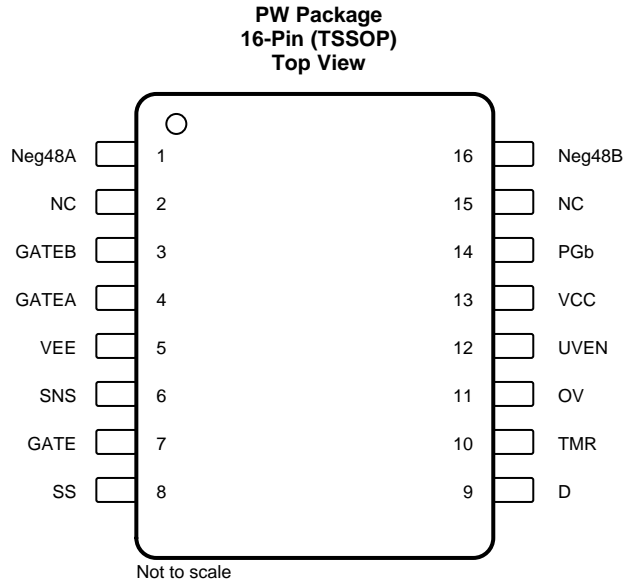 PW Package
16-Pin (TSSOP)
Top View
Neg48A 1 16 Neg48B
NC 2 15 NC
GATEB 3 14 PGb
GATEA 4 13 VCC
VEE 5 12 UVEN
SNS 6 11 OV
GATE 7 10 TMR
SS 8 9 D
Not to scale